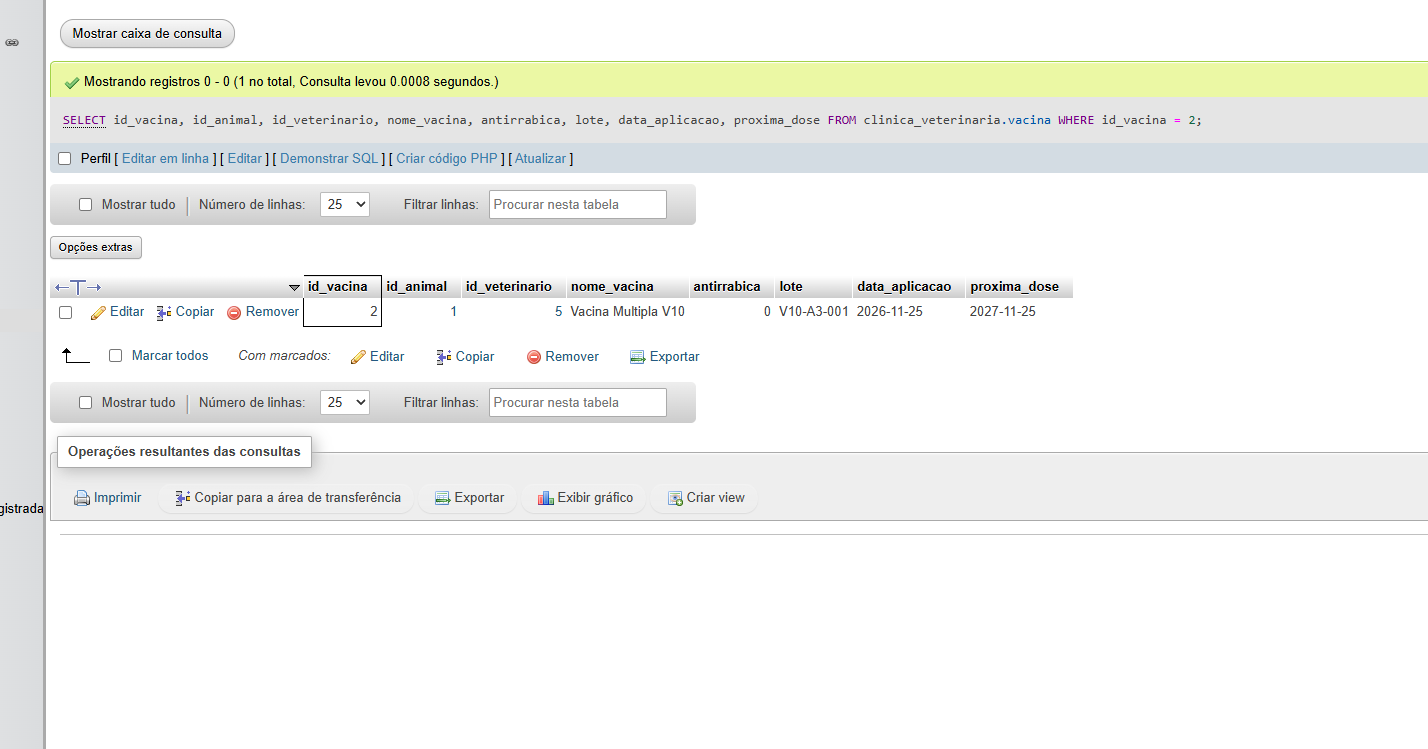 Mostrar caixa de consulta
Mostrando registros 0 - 0 (1 no total, Consulta levou 0.0008 segundos.)
SELECT id_vacina, id_animal, id_veterinario, nome_vacina, antirrabica, lote, data_aplicacao, proxima_dose FROM clinica_veterinaria.vacina WHERE id_vacina = 2;
Perfil [ Editar em linha ] [ Editar ] [ Demonstrar SQL ] [ Criar código PHP ] [ Atualizar ]
Mostrar tudo Número de linhas: 25 Filtrar linhas: Procurar nesta tabela
Opções extras
id_vacina id_animal id_veterinario nome_vacina antirrabica lote data_aplicacao proxima_dose
Editar Copiar Remover 2 1 5 Vacina Multipla V10 0 V10-A3-001 2026-11-25 2027-11-25
Marcar todos Com marcados: Editar Copiar Remover Exportar
Mostrar tudo Número de linhas: 25 Filtrar linhas: Procurar nesta tabela
Operações resultantes das consultas
Imprimir Copiar para a área de transferência Exportar Exibir gráfico Criar view
gistrada